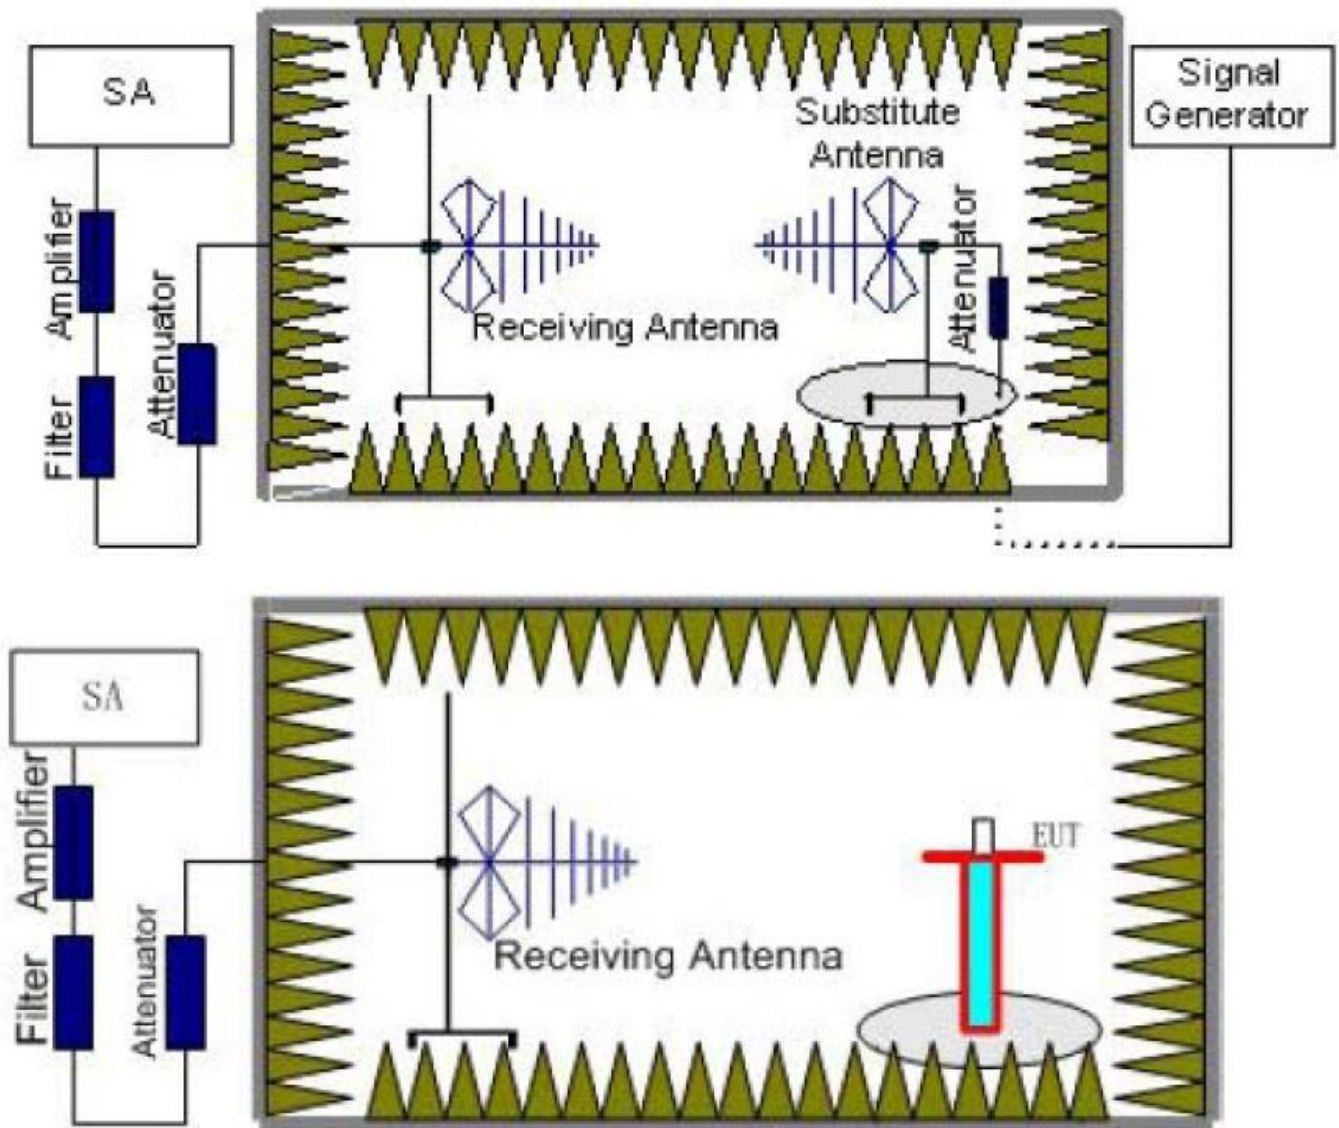 SA
Signal
Generator
Substitute
Antenna
Amplifier
Attenuator
Attenuator
Receiving Antenna
Filter
SA
Amplifier
EUT
Attenuator
Filter
Receiving Antenna